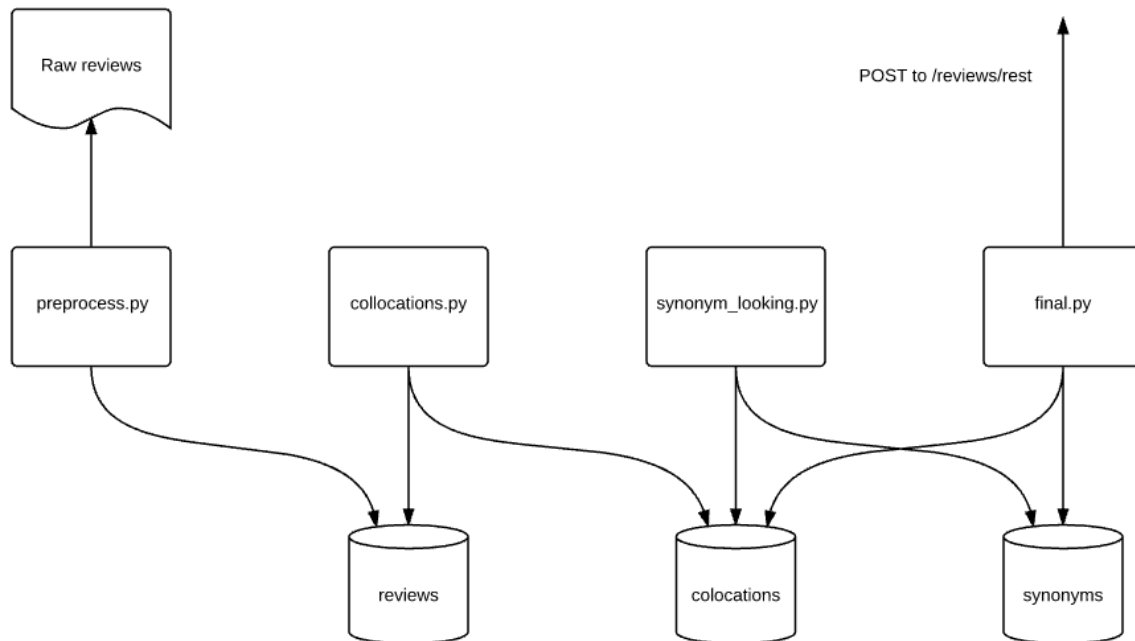 Raw reviews
POST to /reviews/rest
preprocess.py
collocations.py
synonym_looking.py
final.py
reviews
colocations
synonyms